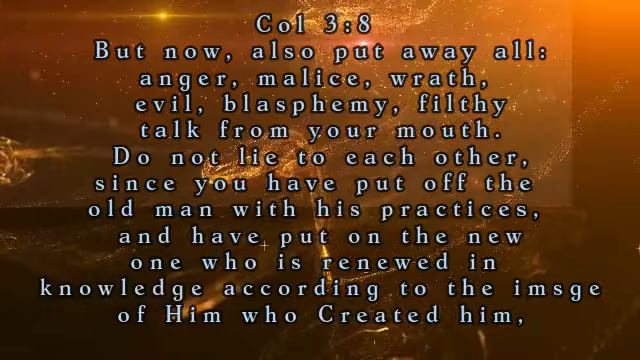 Col 3:8
But now, also put away all:
anger, malice, wrath,
evil, blasphemy, filthy
talk from your mouth.
Do not lie to each other,
since you have put off the
old man with his practices,
and have put on the new
one who is renewed in
knowledge according to the imsge
of Him who Created him,